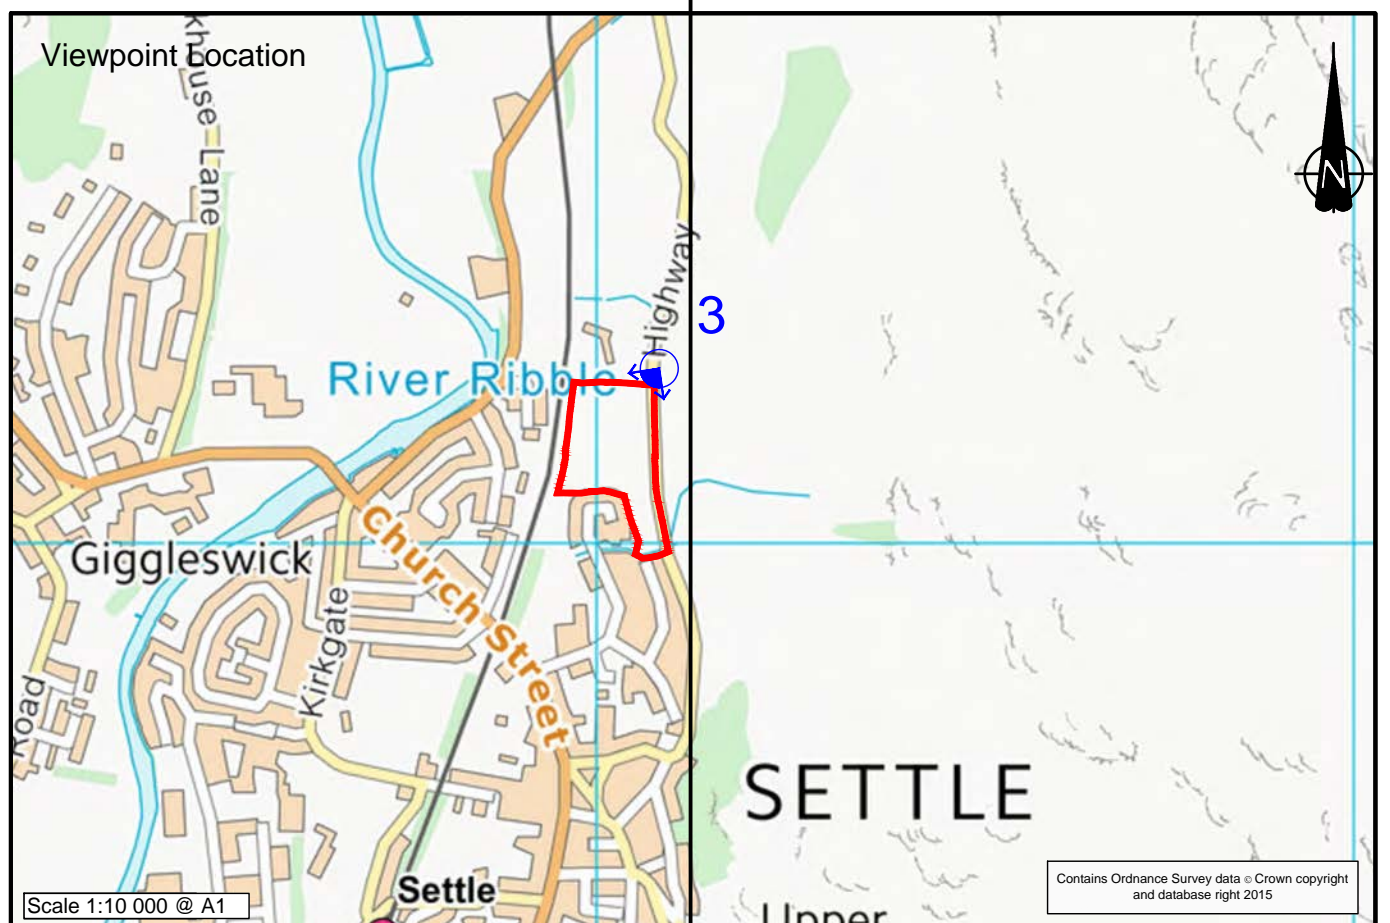 Viewpoint Location
khouse Lane
N
Highway
3
River Ribble
Giggleswick
Church Street
Kirkgate
Road
SETTLE
Settle
Upper
Scale 1:10 000 @ A1
Contains Ordnance Survey data © Crown copyright
and database right 2015